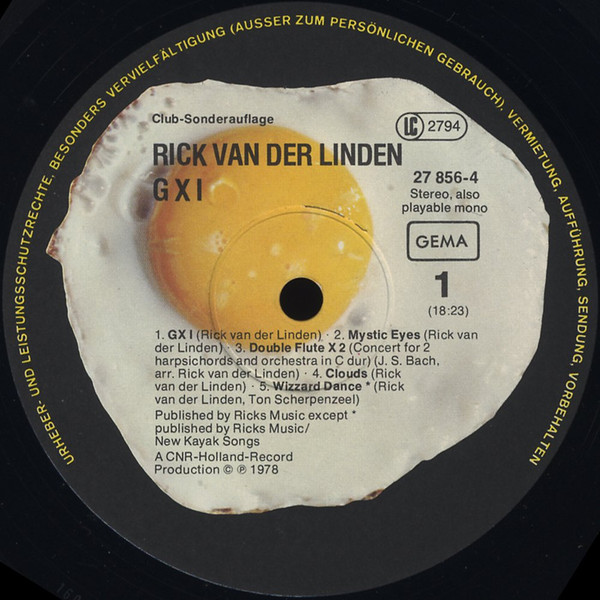 URHEBER- UND LEISTUNGSSCHUTZRECHTE, BESONDERS VERVIELFÄLTIGUNG (AUSSER ZUM PERSÖNLICHEN GEBRAUCH), VERMIETUNG, AUFFÜHRUNG, SENDUNG, VORBEHALTEN
Club-Sonderauflage
LC 2794
RICK VAN DER LINDEN
G X I
27 856-4
Stereo, also
playable mono
GEMA
1
(18:23)
1. G X I (Rick van der Linden) · 2. Mystic Eyes (Rick van
der Linden) · 3. Double Flute X 2 (Concert for 2
harpsichords and orchestra in C dur) (J. S. Bach,
arr. Rick van der Linden) · 4. Clouds (Rick
van der Linden) · 5. Wizzard Dance * (Rick
van der Linden, Ton Scherpenzeel)
Published by Ricks Music except *
published by Ricks Music/
New Kayak Songs
A CNR-Holland-Record
Production © ℗ 1978